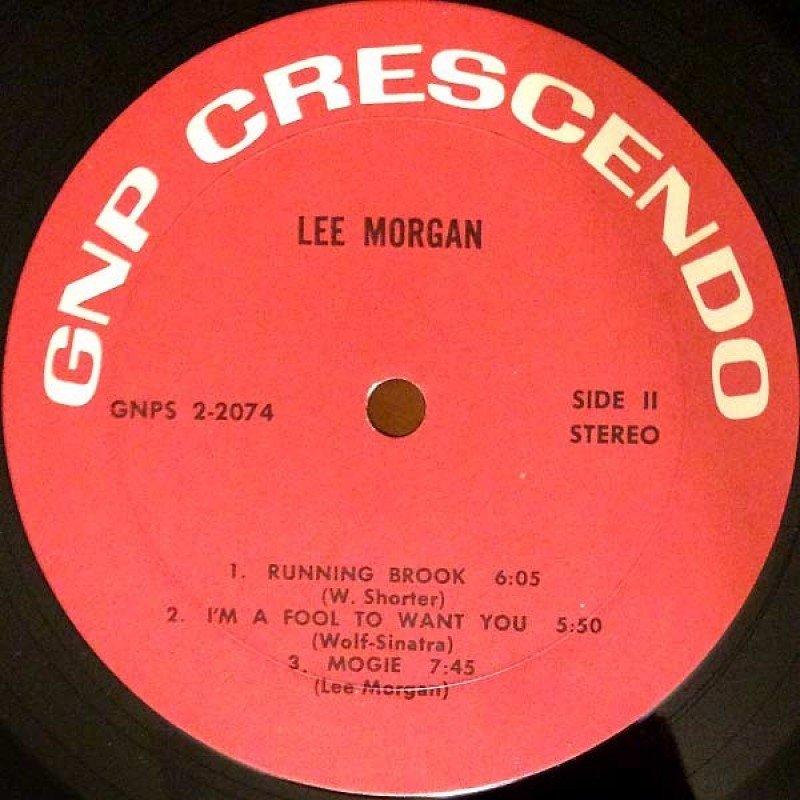 GNP CRESCENDO
LEE MORGAN
GNPS 2-2074
SIDE II
STEREO
1. RUNNING BROOK 6:05
(W. Shorter)
2. I'M A FOOL TO WANT YOU 5:50
(Wolf-Sinatra)
3. MOGIE 7:45
(Lee Morgan)